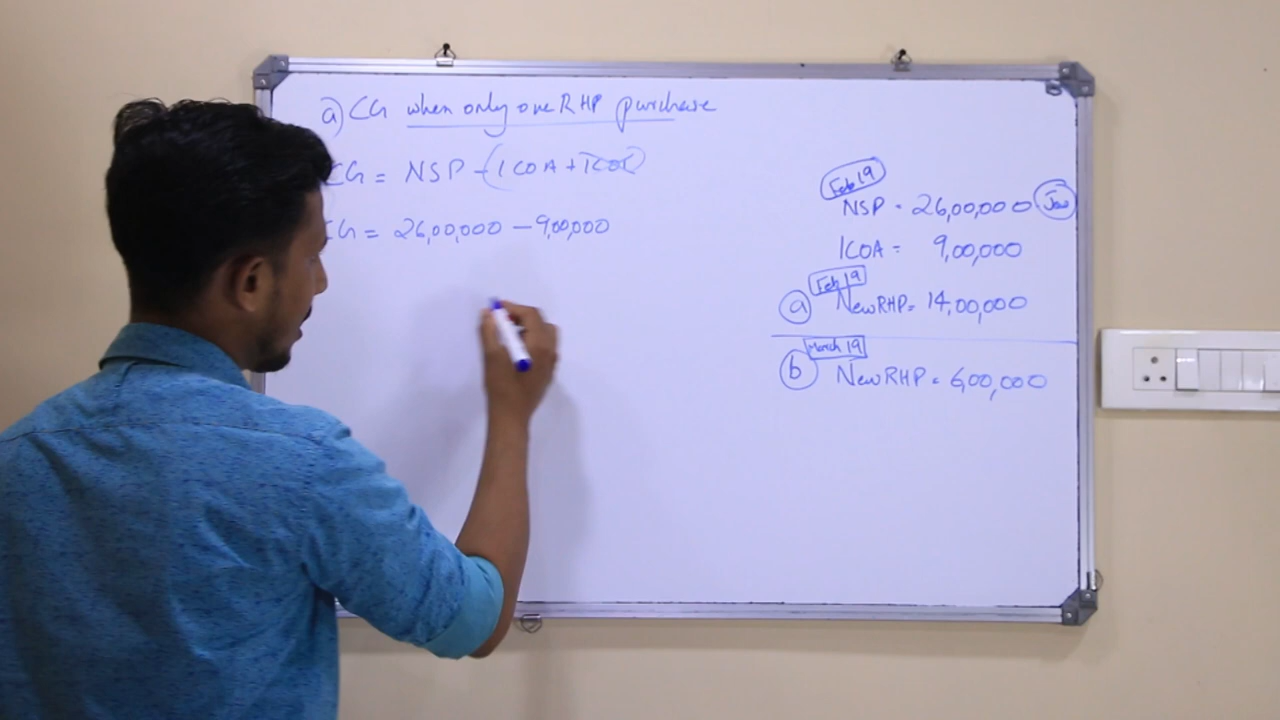 a) CG when only one RHP purchase
CG = NSP - (ICOA + ICOI)
CG = 26,00,000 - 9,00,000
Feb 19
NSP = 26,00,000
ICOA = 9,00,000
Feb 19
a New RHP = 14,00,000
March 19
b New RHP = 6,00,000